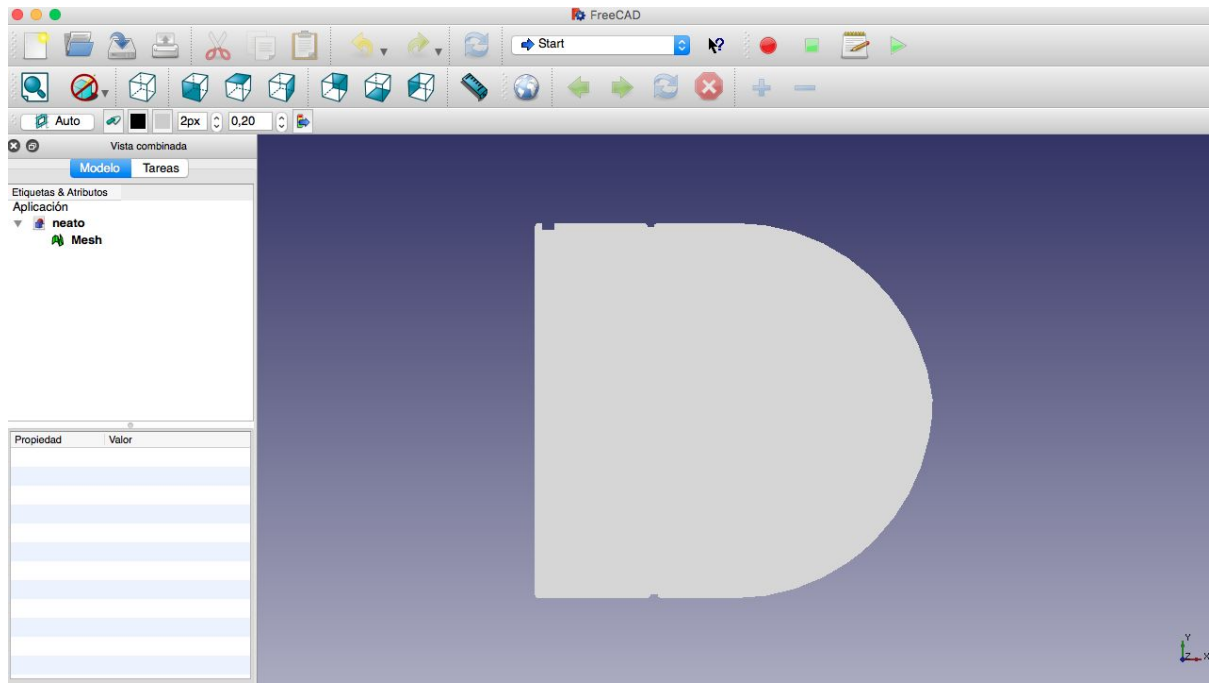 FreeCAD
Start
Auto
2px
0,20
Vista combinada
Modelo Tareas
Etiquetas & Atributos
Aplicación
neato
Mesh
Propiedad Valor
Y
Z X